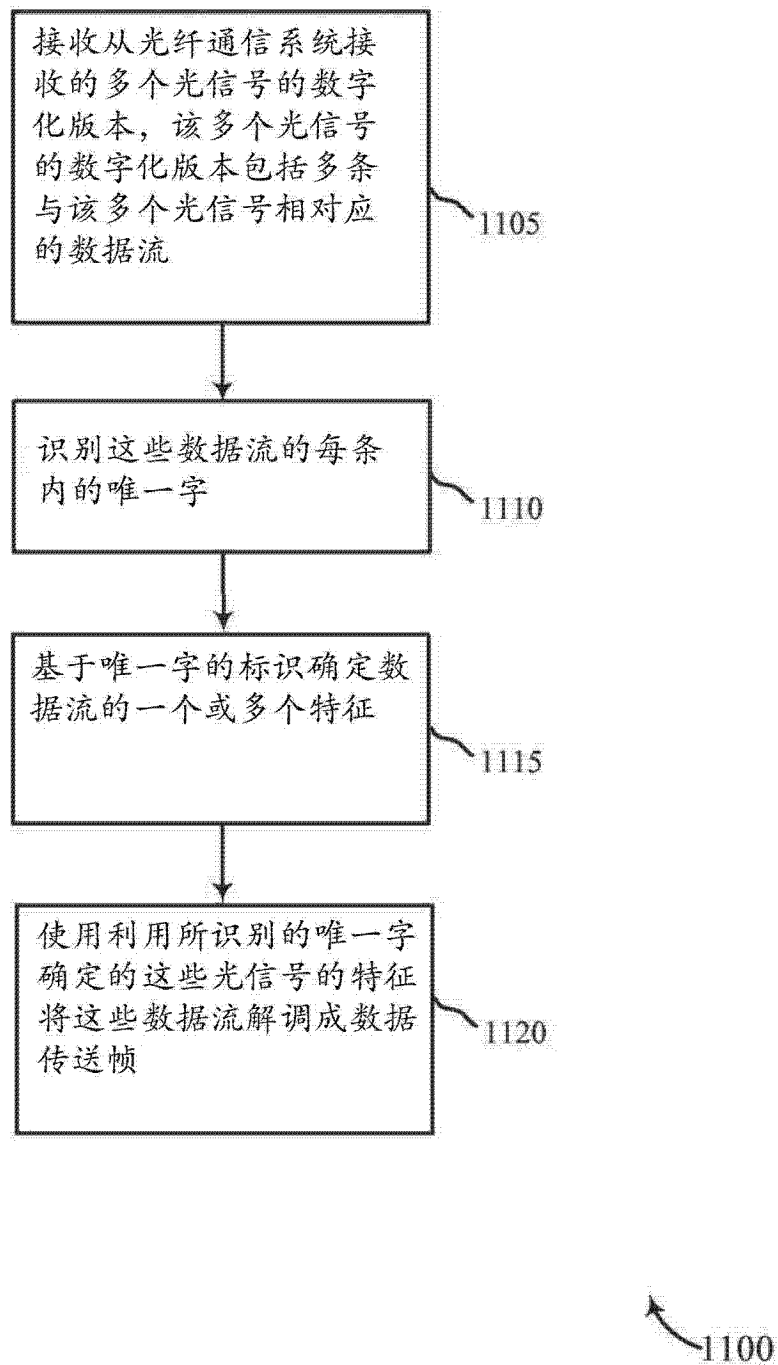 接收从光纤通信系统接
收的多个光信号的数字
化版本，该多个光信号
的数字化版本包括多条
与该多个光信号相对应
的数据流
1105
识别这些数据流的每条
内的唯一字
1110
基于唯一字的标识确定数
据流的一个或多个特征
1115
使用利用所识别的唯一字
确定的这些光信号的特征
将这些数据流解调成数据
传送帧
1120
1100